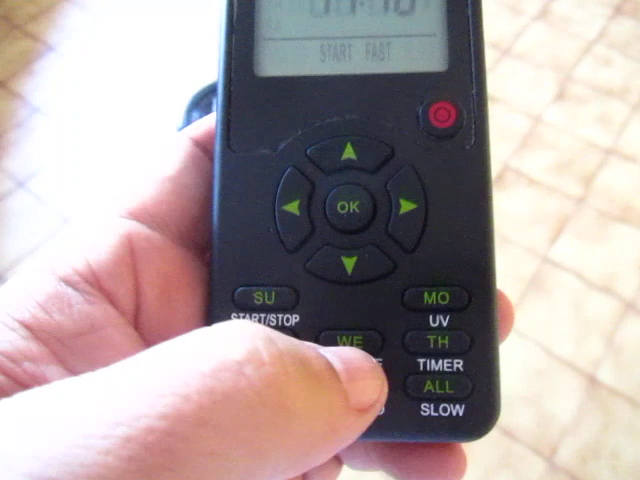 START FAST
OK
SU MO
START/STOP UV
WE TH
TIMER
ALL
SLOW